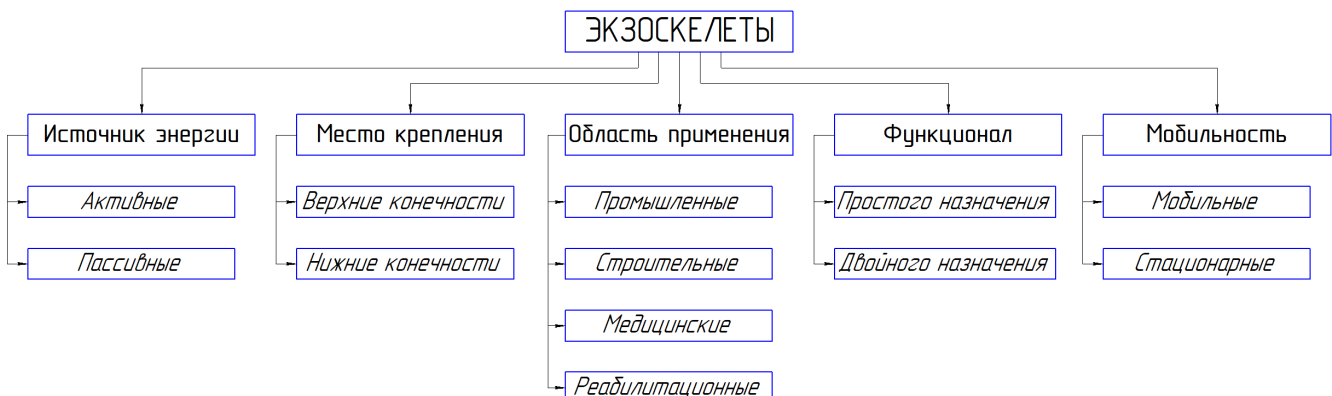 ЭКЗОСКЕЛЕТЫ
Источник энергии
Активные
Пассивные
Место крепления
Верхние конечности
Нижние конечности
Область применения
Промышленные
Строительные
Медицинские
Реабилитационные
Функционал
Простого назначения
Двойного назначения
Мобильность
Мобильные
Стационарные